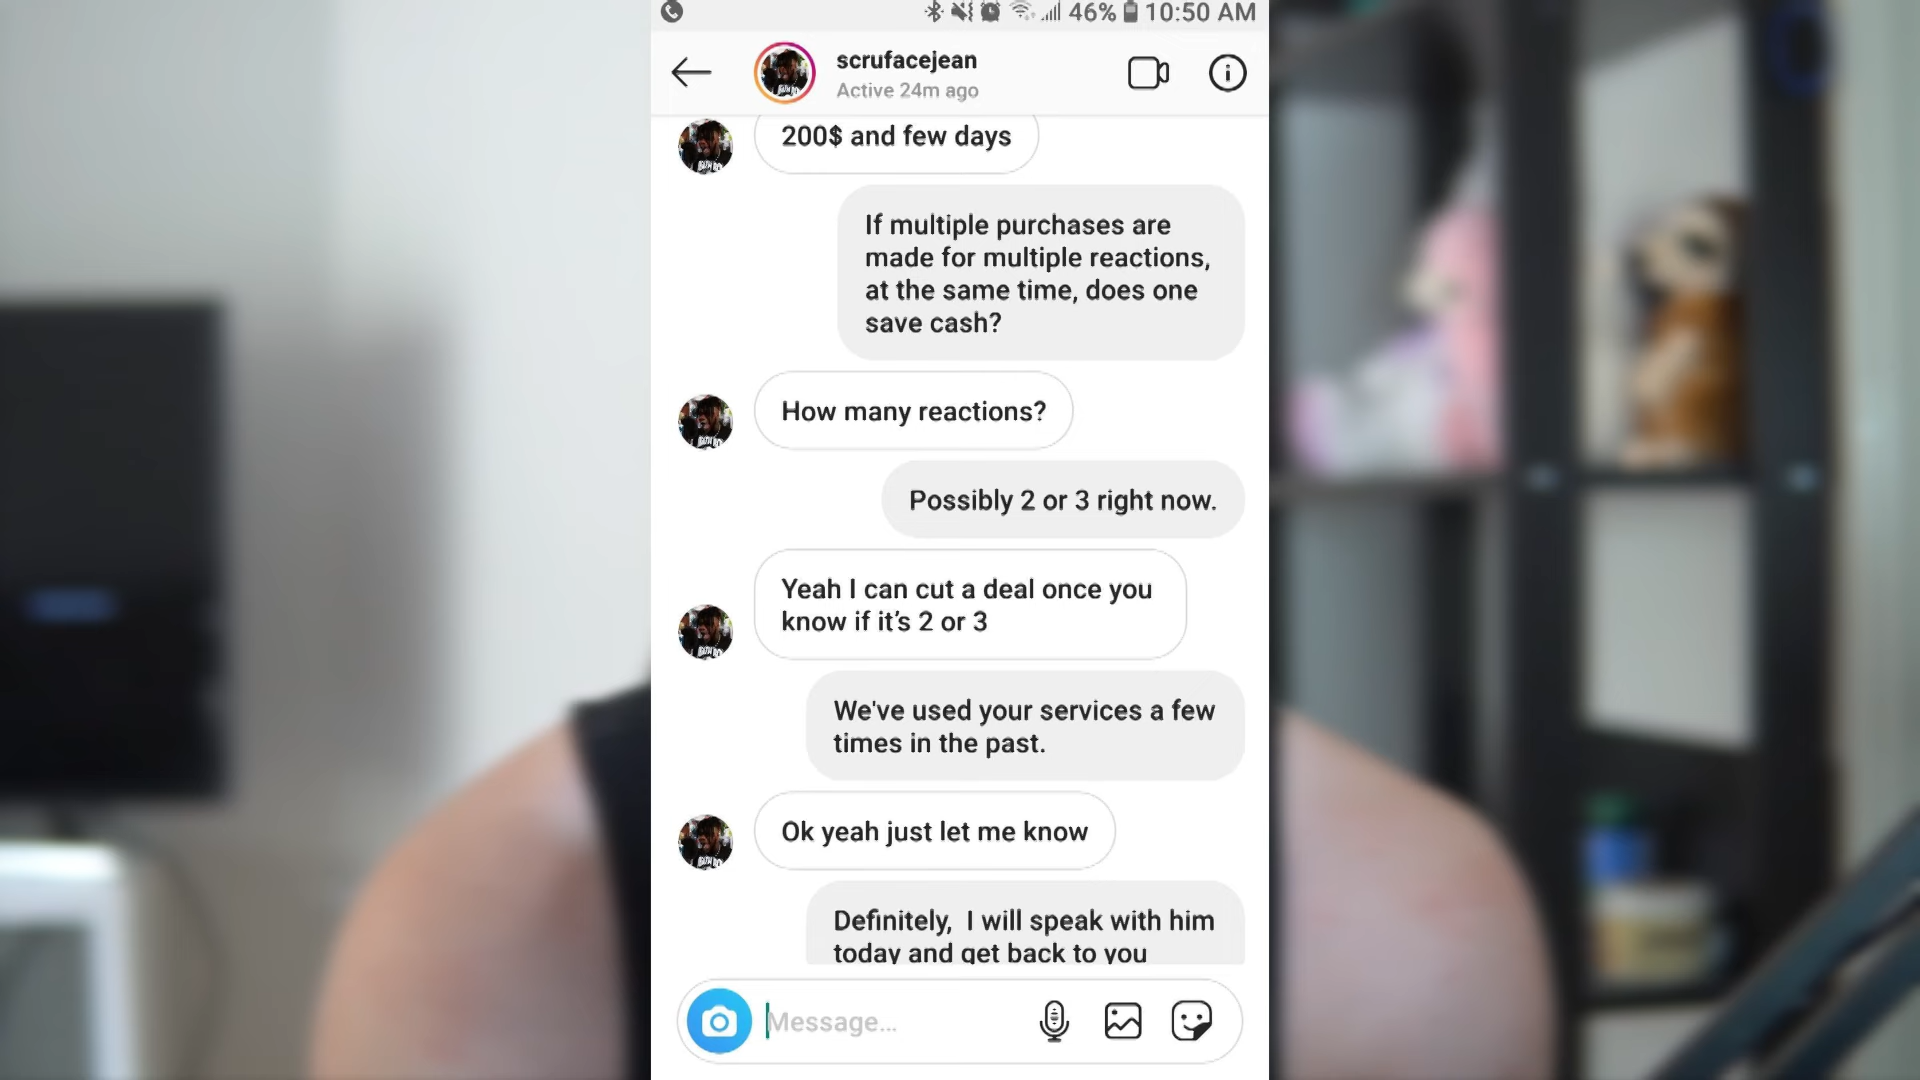 46% 10:50 AM
scrufacejean
Active 24m ago
200$ and few days
If multiple purchases are
made for multiple reactions,
at the same time, does one
save cash?
How many reactions?
Possibly 2 or 3 right now.
Yeah I can cut a deal once you
know if it's 2 or 3
We've used your services a few
times in the past.
Ok yeah just let me know
Definitely, I will speak with him
today and get back to you
Message...